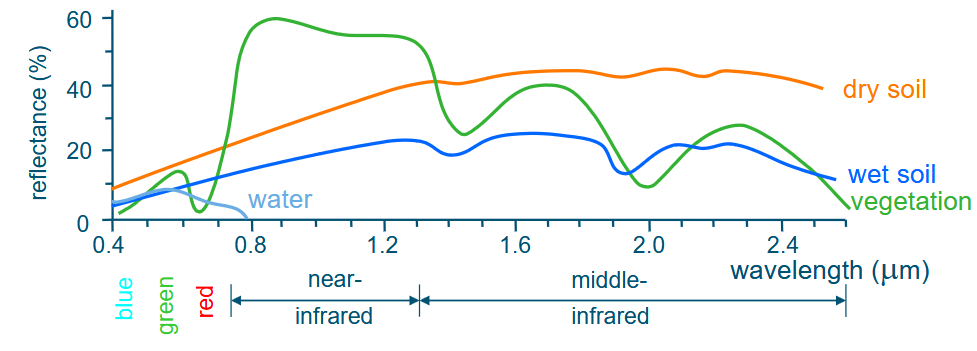 reflectance (%)
60
40
20
0
dry soil
wet soil
vegetation
water
0.4 0.8 1.2 1.6 2.0 2.4
wavelength (μm)
blue
green
red
near-
infrared
middle-
infrared